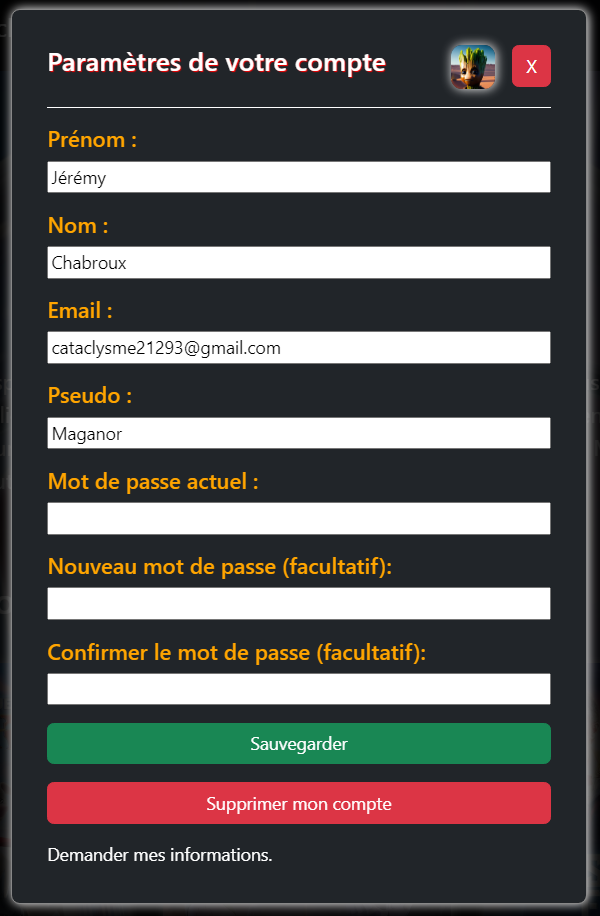 Paramètres de votre compte
X
Prénom :
Jérémy
Nom :
Chabroux
Email :
cataclysme21293@gmail.com
Pseudo :
Maganor
Mot de passe actuel :
Nouveau mot de passe (facultatif):
Confirmer le mot de passe (facultatif):
Sauvegarder
Supprimer mon compte
Demander mes informations.